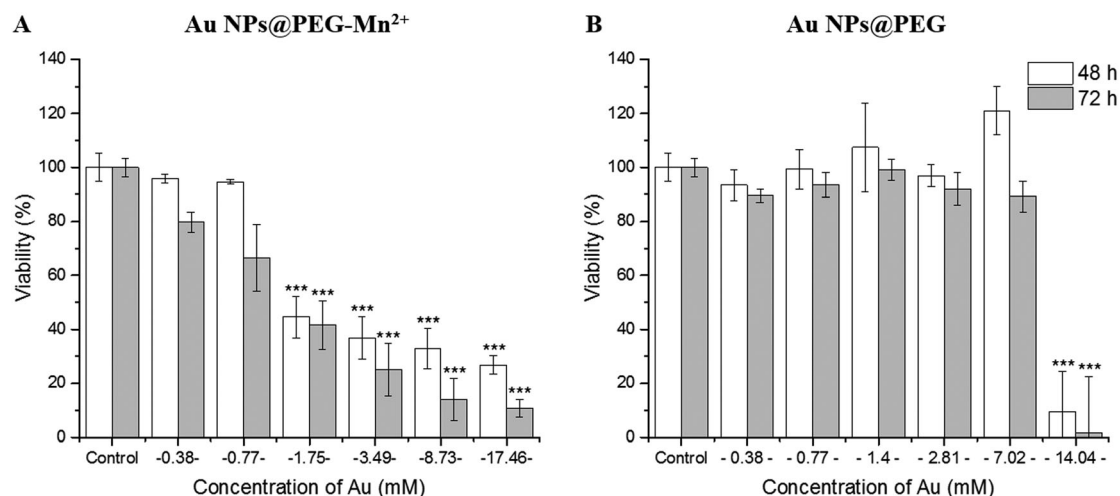 A Au NPs@PEG-Mn²⁺
140
120
100
80
60
40
20
0
Viability (%)
*** ***
*** ***
*** ***
*** ***
Control -0.38- -0.77- -1.75- -3.49- -8.73- -17.46-
Concentration of Au (mM)
B Au NPs@PEG
48 h
72 h
140
120
100
80
60
40
20
0
Viability (%)
*** ***
Control - 0.38 - - 0.77 - - 1.4 - - 2.81 - - 7.02 - - 14.04 -
Concentration of Au (mM)